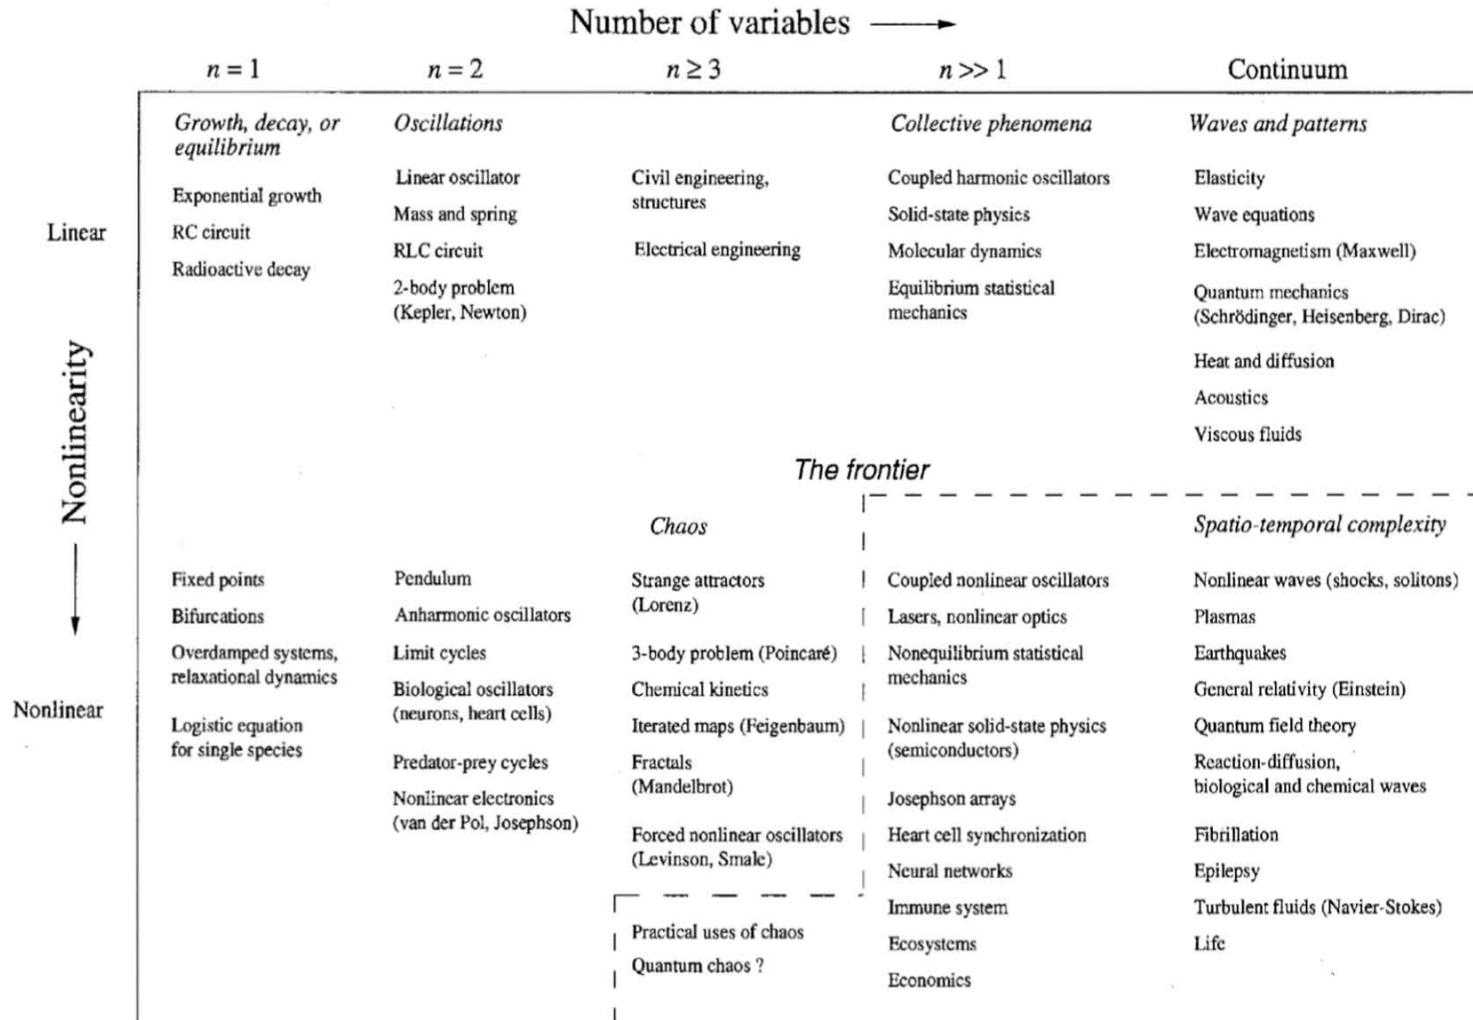 Number of variables
n = 1
n = 2
n ≥ 3
n >> 1
Continuum
Linear
Growth, decay, or
equilibrium
Exponential growth
RC circuit
Radioactive decay
Oscillations
Linear oscillator
Mass and spring
RLC circuit
2-body problem
(Kepler, Newton)
Civil engineering,
structures
Electrical engineering
Collective phenomena
Coupled harmonic oscillators
Solid-state physics
Molecular dynamics
Equilibrium statistical
mechanics
Waves and patterns
Elasticity
Wave equations
Electromagnetism (Maxwell)
Quantum mechanics
(Schrödinger, Heisenberg, Dirac)
Heat and diffusion
Acoustics
Viscous fluids
Nonlinearity
The frontier
Nonlinear
Fixed points
Bifurcations
Overdamped systems,
relaxational dynamics
Logistic equation
for single species
Pendulum
Anharmonic oscillators
Limit cycles
Biological oscillators
(neurons, heart cells)
Predator-prey cycles
Nonlinear electronics
(van der Pol, Josephson)
Chaos
Strange attractors
(Lorenz)
3-body problem (Poincaré)
Chemical kinetics
Iterated maps (Feigenbaum)
Fractals
(Mandelbrot)
Forced nonlinear oscillators
(Levinson, Smale)
Practical uses of chaos
Quantum chaos ?
Coupled nonlinear oscillators
Lasers, nonlinear optics
Nonequilibrium statistical
mechanics
Nonlinear solid-state physics
(semiconductors)
Josephson arrays
Heart cell synchronization
Neural networks
Immune system
Ecosystems
Economics
Spatio-temporal complexity
Nonlinear waves (shocks, solitons)
Plasmas
Earthquakes
General relativity (Einstein)
Quantum field theory
Reaction-diffusion,
biological and chemical waves
Fibrillation
Epilepsy
Turbulent fluids (Navier-Stokes)
Life